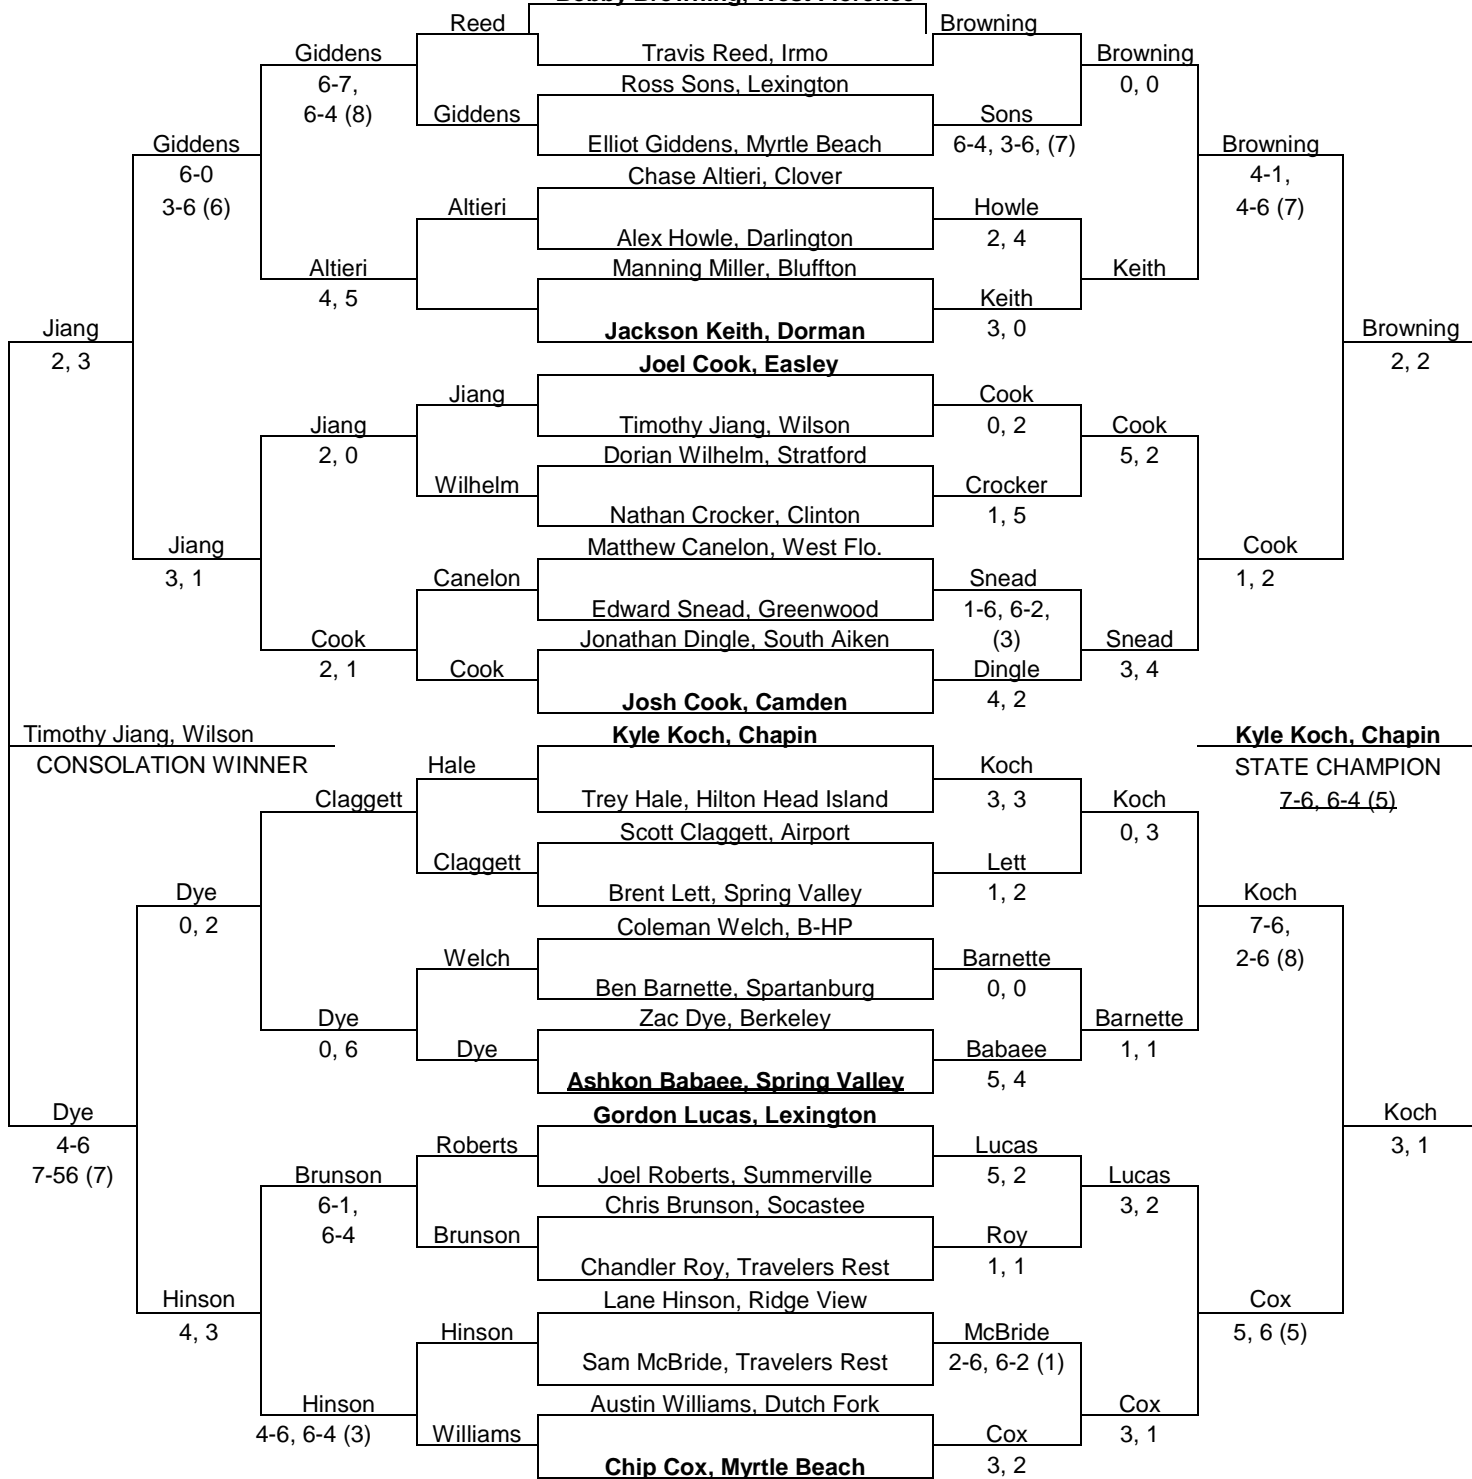 Bobby Browning, West Florence
Reed
Browning
Giddens
Travis Reed, Irmo
Browning
6-7,
Ross Sons, Lexington
0, 0
6-4 (8)
Giddens
Sons
Giddens
Elliot Giddens, Myrtle Beach
6-4, 3-6, (7)
Browning
6-0
Chase Altieri, Clover
4-1,
3-6 (6)
Altieri
Howle
4-6 (7)
Alex Howle, Darlington
2, 4
Altieri
Manning Miller, Bluffton
Keith
4, 5
Keith
Jiang
Jackson Keith, Dorman
3, 0
Browning
2, 3
Joel Cook, Easley
2, 2
Jiang
Cook
Jiang
Timothy Jiang, Wilson
0, 2
Cook
2, 0
Dorian Wilhelm, Stratford
5, 2
Wilhelm
Crocker
Nathan Crocker, Clinton
1, 5
Jiang
Matthew Canelon, West Flo.
Cook
3, 1
Canelon
Snead
1, 2
Edward Snead, Greenwood
1-6, 6-2,
Cook
Jonathan Dingle, South Aiken
(3)
Snead
2, 1
Cook
Dingle
3, 4
Josh Cook, Camden
4, 2
Timothy Jiang, Wilson
Kyle Koch, Chapin
Kyle Koch, Chapin
CONSOLATION WINNER
Hale
Koch
STATE CHAMPION
Claggett
Trey Hale, Hilton Head Island
3, 3
Koch
7-6, 6-4 (5)
Scott Claggett, Airport
0, 3
Claggett
Lett
Dye
Brent Lett, Spring Valley
1, 2
Koch
0, 2
Coleman Welch, B-HP
7-6,
Welch
Barnette
2-6 (8)
Ben Barnette, Spartanburg
0, 0
Dye
Zac Dye, Berkeley
Barnette
0, 6
Dye
Babaee
1, 1
Ashkon Babaee, Spring Valley
5, 4
Dye
Gordon Lucas, Lexington
Koch
4-6
Roberts
Lucas
3, 1
7-56 (7)
Brunson
Joel Roberts, Summerville
5, 2
Lucas
6-1,
Chris Brunson, Socastee
3, 2
6-4
Brunson
Roy
Chandler Roy, Travelers Rest
1, 1
Hinson
Lane Hinson, Ridge View
Cox
4, 3
Hinson
McBride
5, 6 (5)
Sam McBride, Travelers Rest
2-6, 6-2 (1)
Hinson
Austin Williams, Dutch Fork
Cox
4-6, 6-4 (3)
Williams
Cox
3, 1
Chip Cox, Myrtle Beach
3, 2